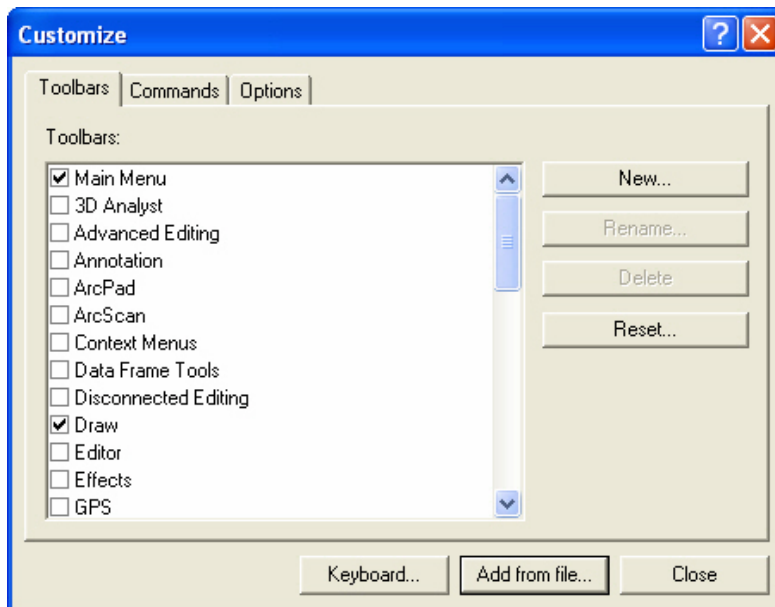 Customize
Toolbars Commands Options
Toolbars:
Main Menu
3D Analyst
Advanced Editing
Annotation
ArcPad
ArcScan
Context Menus
Data Frame Tools
Disconnected Editing
Draw
Editor
Effects
GPS
New...
Rename...
Delete
Reset...
Keyboard... Add from file... Close